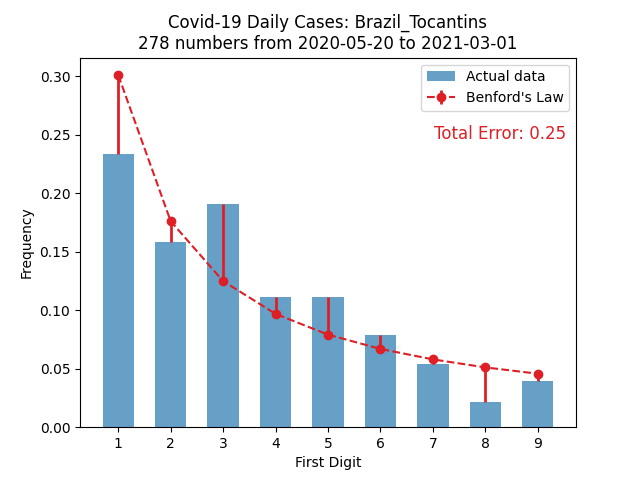 Covid-19 Daily Cases: Brazil_Tocantins
278 numbers from 2020-05-20 to 2021-03-01
Actual data
Benford's Law
Total Error: 0.25
0.30
0.25
0.20
0.15
0.10
0.05
0.00
Frequency
1 2 3 4 5 6 7 8 9
First Digit